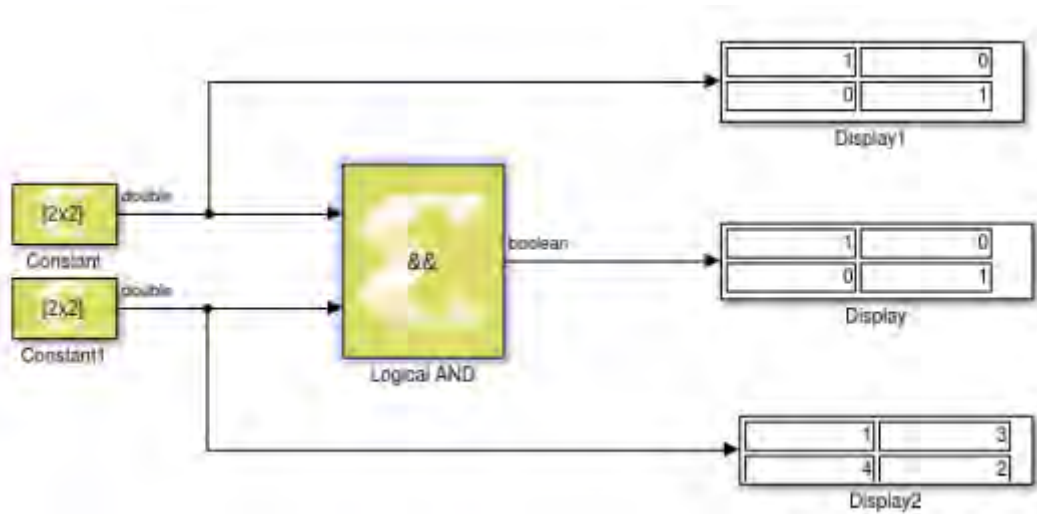 1 0
0 1
Display1
double
[2x2]
Constant
double
[2x2]
Constant1
&&
Logical AND
boolean
1 0
0 1
Display
1 3
4 2
Display2